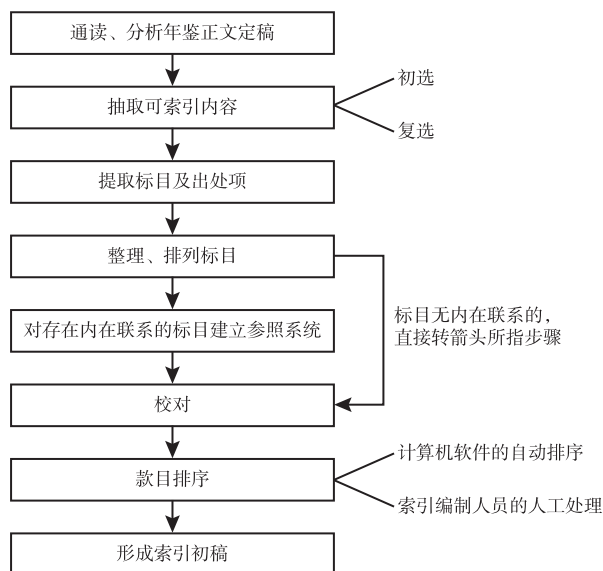 通读、分析年鉴正文定稿
抽取可索引内容
初选
复选
提取标目及出处项
整理、排列标目
标目无内在联系的，
直接转箭头所指步骤
对存在内在联系的标目建立参照系统
校对
款目排序
计算机软件的自动排序
索引编制人员的人工处理
形成索引初稿